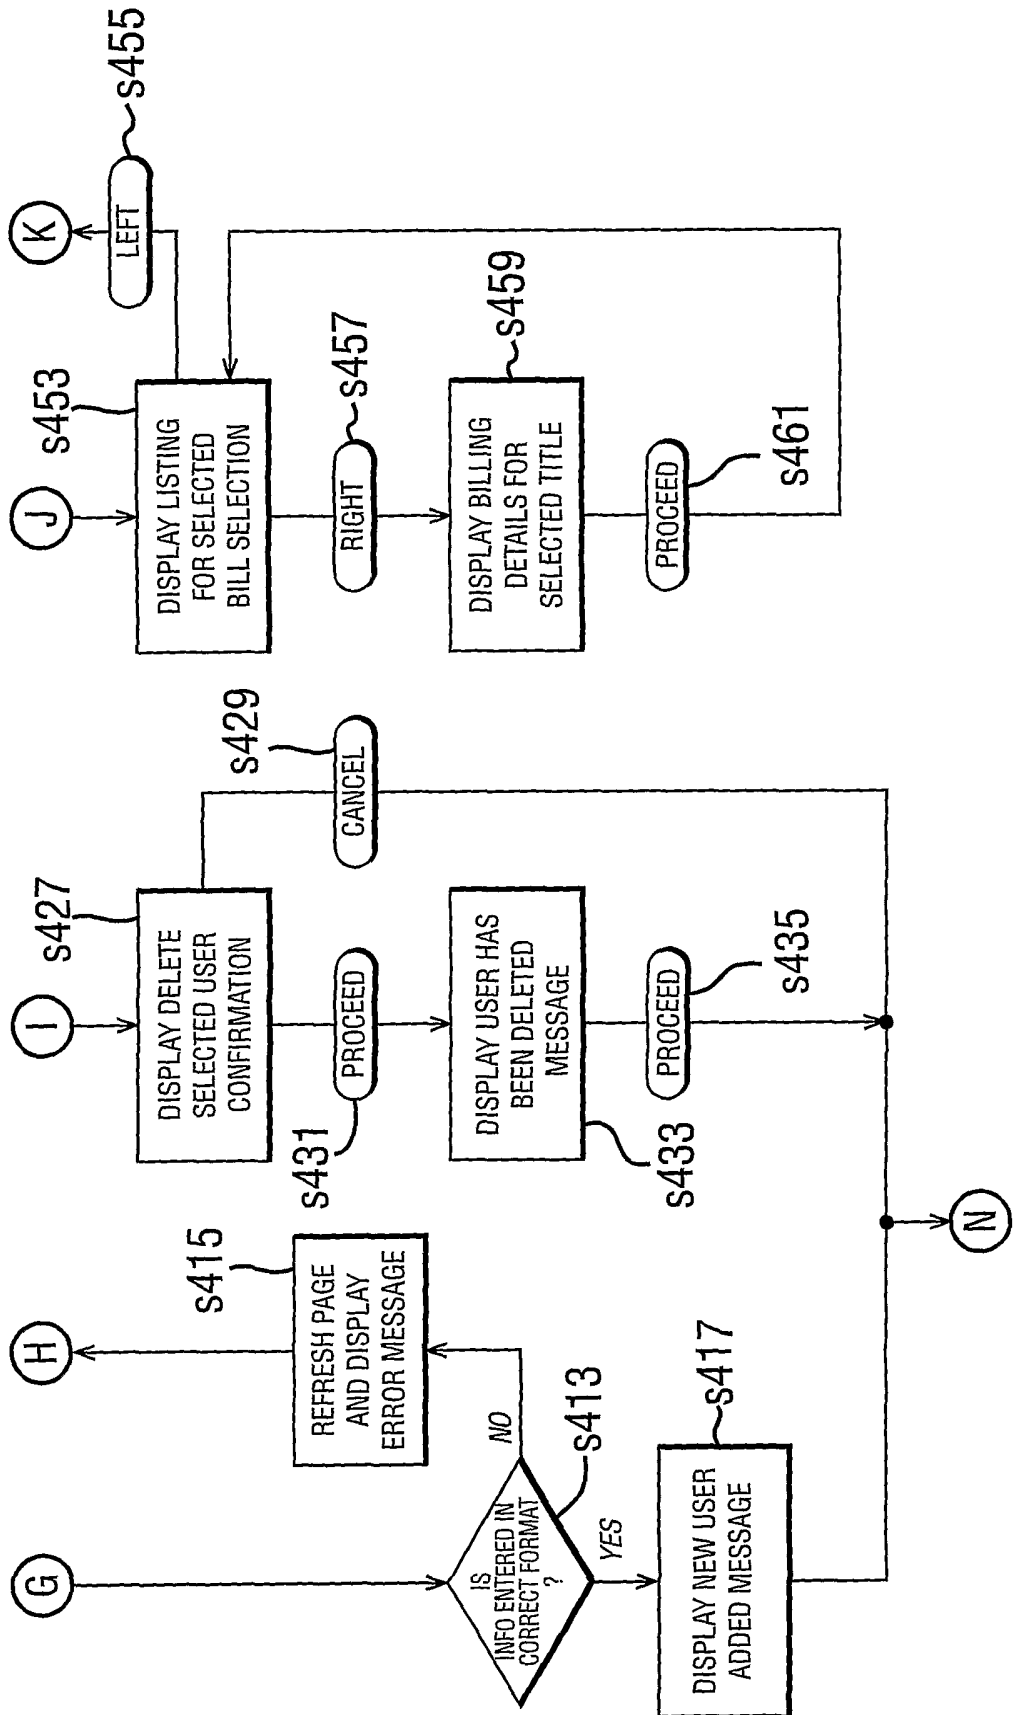 G
IS
INFO ENTERED IN
CORRECT FORMAT
?
s413
NO
YES
H
REFRESH PAGE
AND DISPLAY
ERROR MESSAGE
s415
DISPLAY NEW USER
ADDED MESSAGE
s417
I
DISPLAY DELETE
SELECTED USER
CONFIRMATION
s427
CANCEL
s429
PROCEED
s431
DISPLAY USER HAS
BEEN DELETED
MESSAGE
s433
PROCEED
s435
N
J
DISPLAY LISTING
FOR SELECTED
BILL SELECTION
s453
K
LEFT
s455
RIGHT
s457
DISPLAY BILLING
DETAILS FOR
SELECTED TITLE
s459
PROCEED
s461